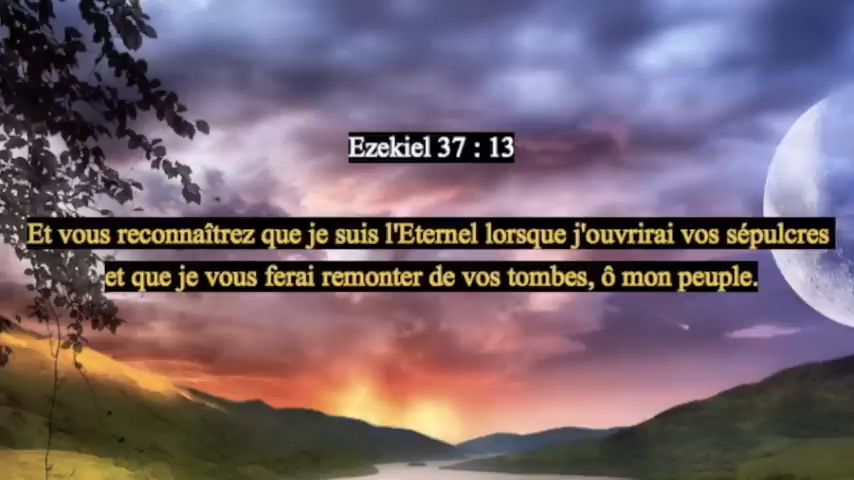 Ezekiel 37 : 13
Et vous reconnaîtrez que je suis l'Eternel lorsque j'ouvrirai vos sépulcres
et que je vous ferai remonter de vos tombes, ô mon peuple.